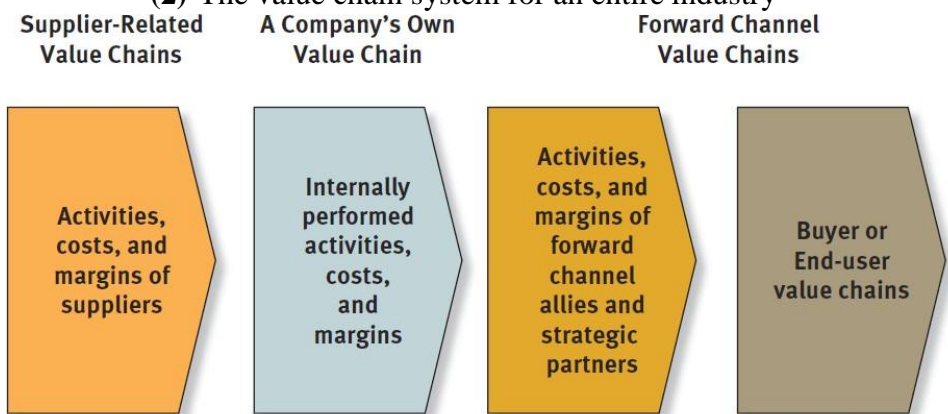 (2) The value chain system for an entire industry
Supplier-Related
Value Chains
A Company's Own
Value Chain
Forward Channel
Value Chains
Activities,
costs, and
margins of
suppliers
Internally
performed
activities,
costs,
and
margins
Activities,
costs, and
margins of
forward
channel
allies and
strategic
partners
Buyer or
End-user
value chains